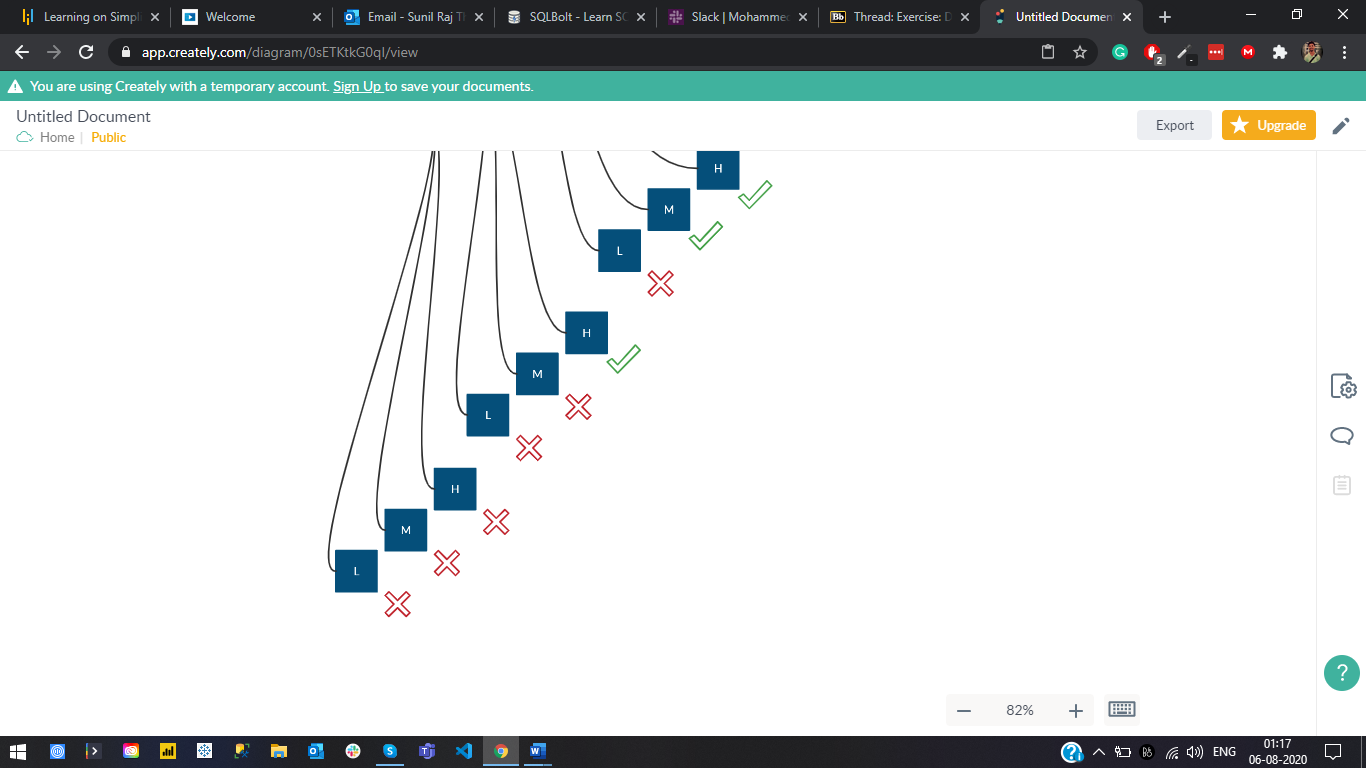 Learning on Simpl
Welcome
Email - Sunil Raj T
SQLBolt - Learn S
Slack | Mohamme
Thread: Exercise: D
Untitled Documen
app.creately.com/diagram/0sETKtkG0qI/view
2
You are using Creately with a temporary account. Sign Up to save your documents.
Untitled Document
Home | Public
Export
Upgrade
H
M
L
H
M
L
H
M
L
82%
?
ENG
01:17
06-08-2020